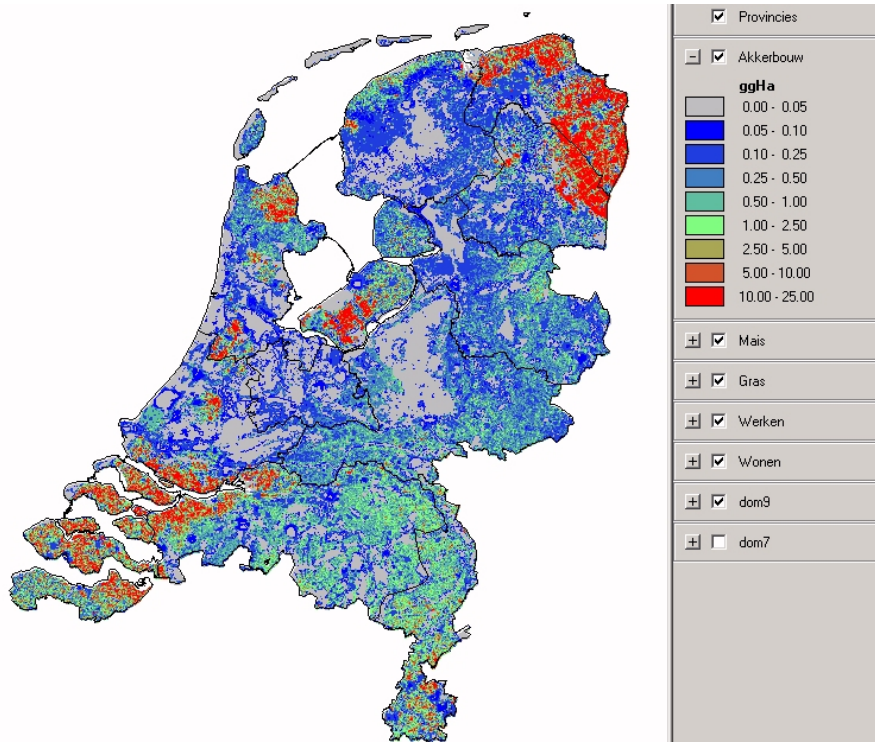 Provincies
Akkerbouw
ggHa
0.00 - 0.05
0.05 - 0.10
0.10 - 0.25
0.25 - 0.50
0.50 - 1.00
1.00 - 2.50
2.50 - 5.00
5.00 - 10.00
10.00 - 25.00
Mais
Gras
Werken
Wonen
dom9
dom7